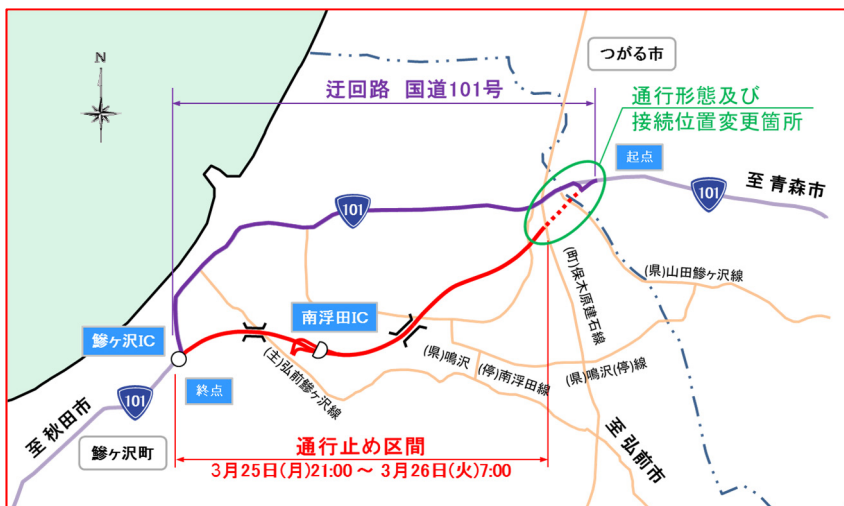 N
つがる市
迂回路 国道101号
通行形態及び
接続位置変更箇所
起点
至 青森市
101
101
(県)山田鰺ヶ沢線
(町)保木原建石線
南浮田IC
鰺ヶ沢IC
(主)弘前鰺ヶ沢線
(県)鳴沢(停)南浮田線
(県)鳴沢(停)線
終点
101
至 秋田市
鰺ヶ沢町
至 弘前市
通行止め区間
3月25日(月)21:00 ~ 3月26日(火)7:00